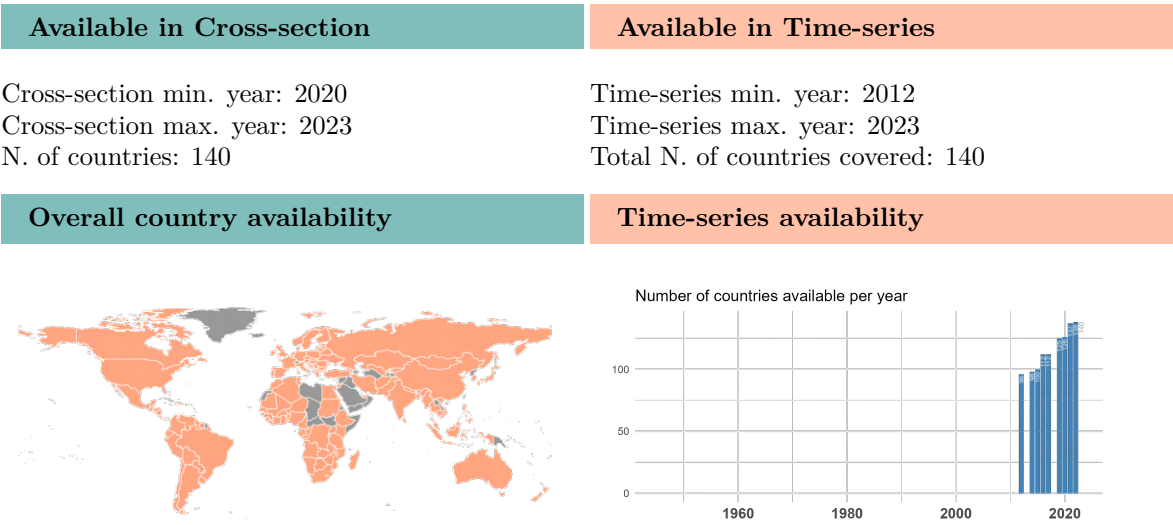 Available in Cross-section
Available in Time-series
Cross-section min. year: 2020
Cross-section max. year: 2023
N. of countries: 140
Time-series min. year: 2012
Time-series max. year: 2023
Total N. of countries covered: 140
Overall country availability
Time-series availability
Number of countries available per year
100
50
0
1960
1980
2000
2020